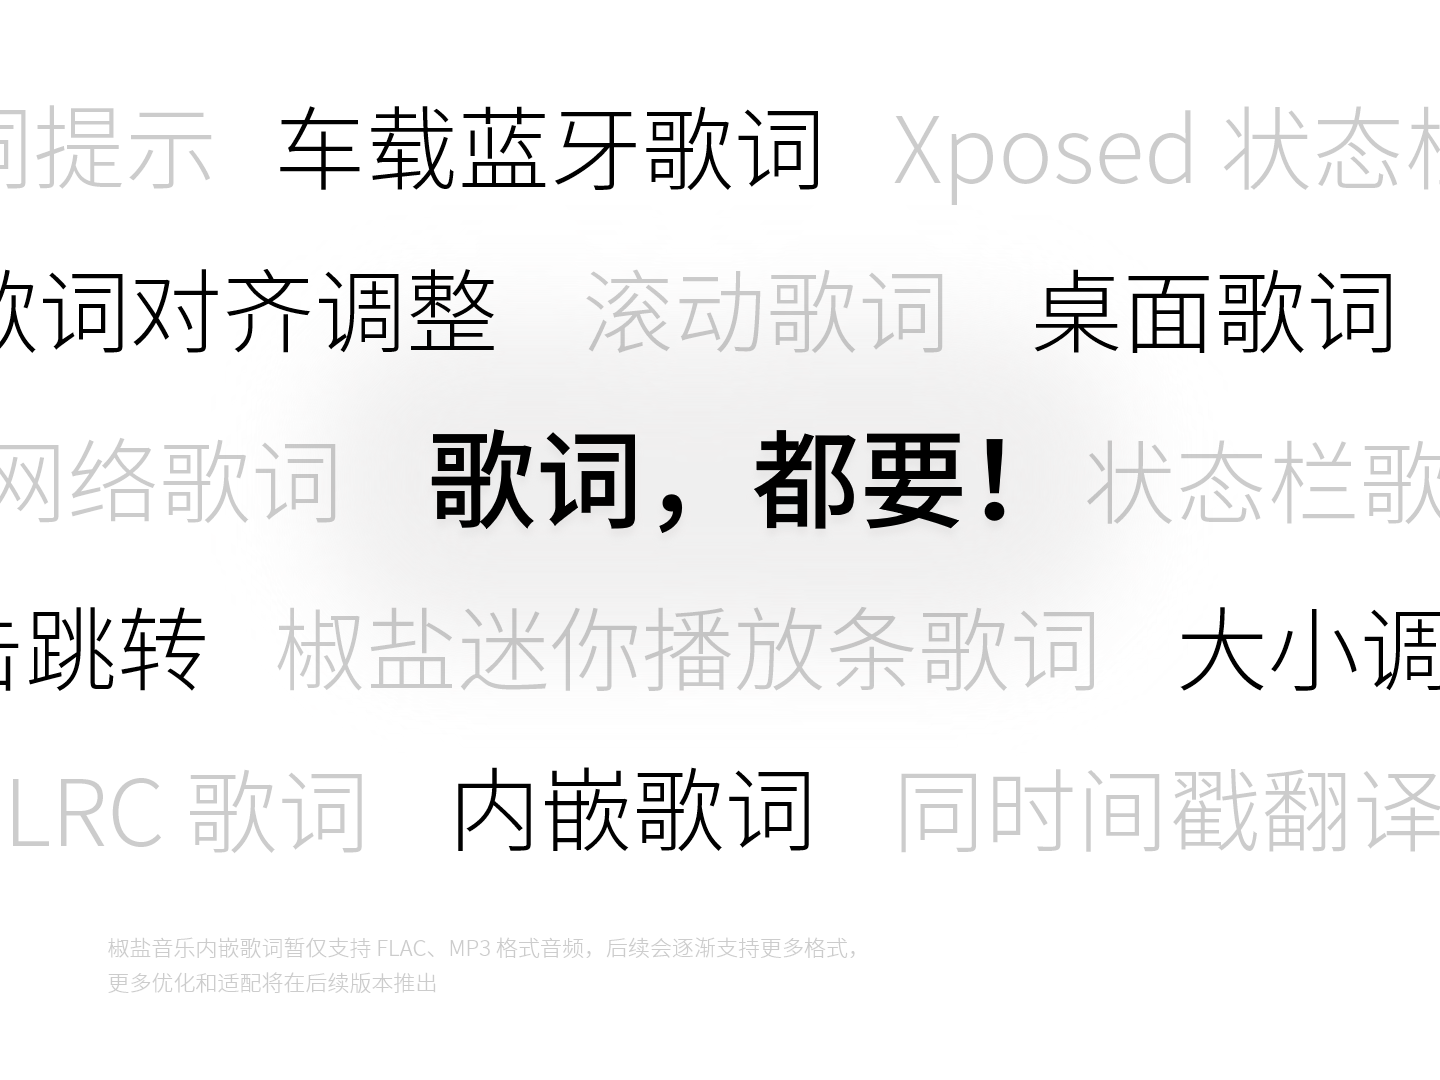 词提示 车载蓝牙歌词 Xposed 状态栏
歌词对齐调整 滚动歌词 桌面歌词
网络歌词 歌词，都要！ 状态栏歌
击跳转 椒盐迷你播放条歌词 大小调
LRC 歌词 内嵌歌词 同时间戳翻译
椒盐音乐内嵌歌词暂仅支持 FLAC、MP3 格式音频，后续会逐渐支持更多格式，
更多优化和适配将在后续版本推出